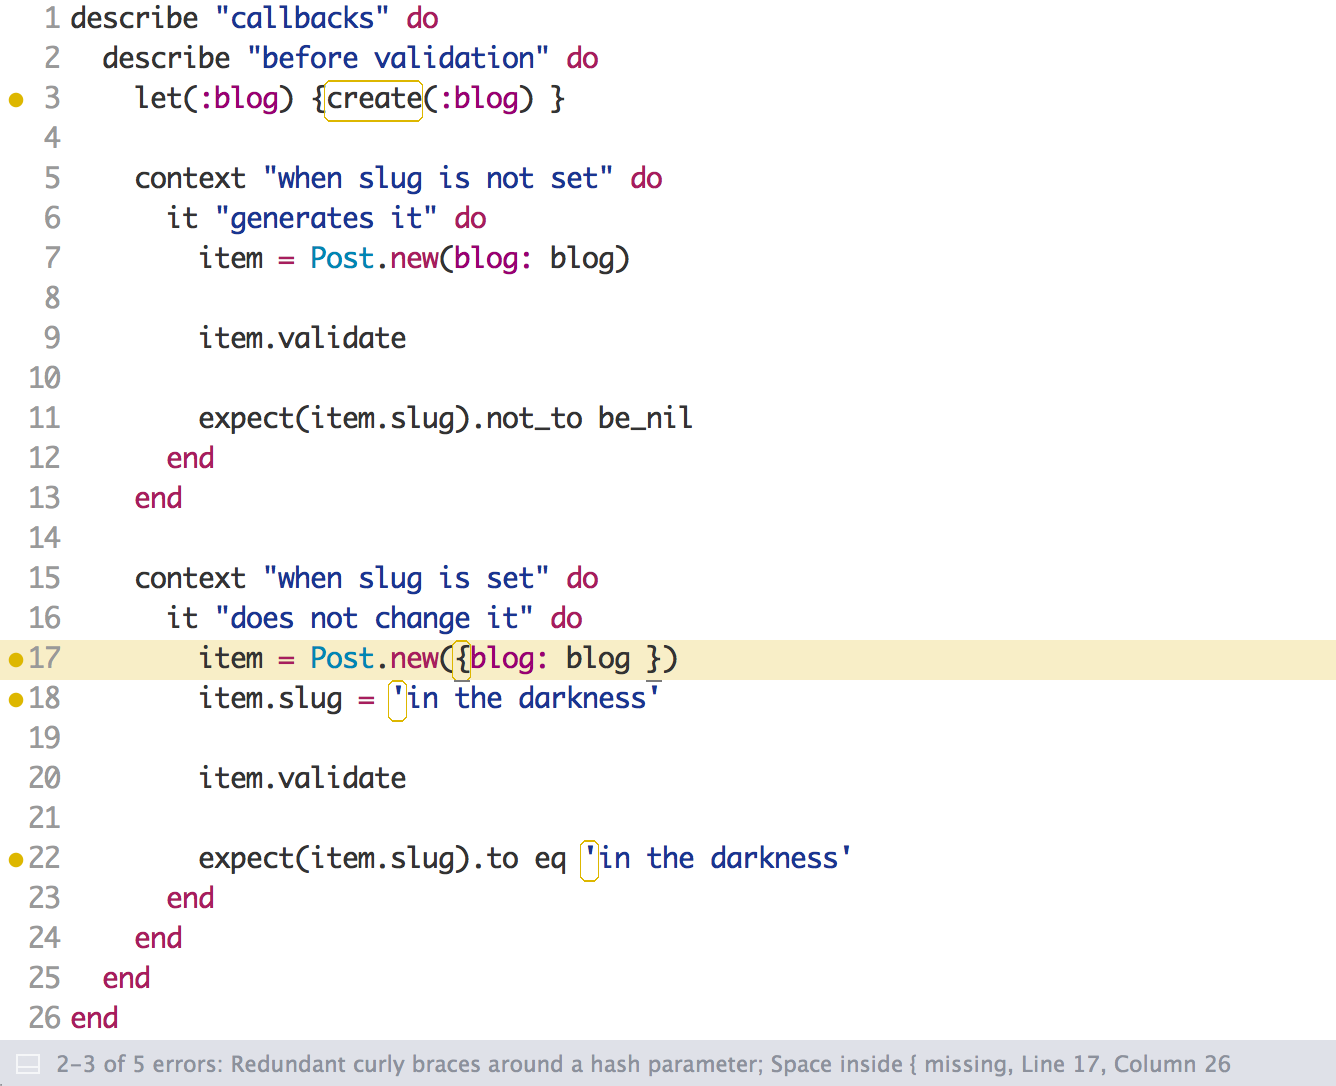 1 describe "callbacks" do
2 describe "before validation" do
3 let(:blog) {create(:blog) }
4
5 context "when slug is not set" do
6 it "generates it" do
7 item = Post.new(blog: blog)
8
9 item.validate
10
11 expect(item.slug).not_to be_nil
12 end
13 end
14
15 context "when slug is set" do
16 it "does not change it" do
17 item = Post.new({blog: blog })
18 item.slug = 'in the darkness'
19
20 item.validate
21
22 expect(item.slug).to eq 'in the darkness'
23 end
24 end
25 end
26 end
2-3 of 5 errors: Redundant curly braces around a hash parameter; Space inside { missing, Line 17, Column 26